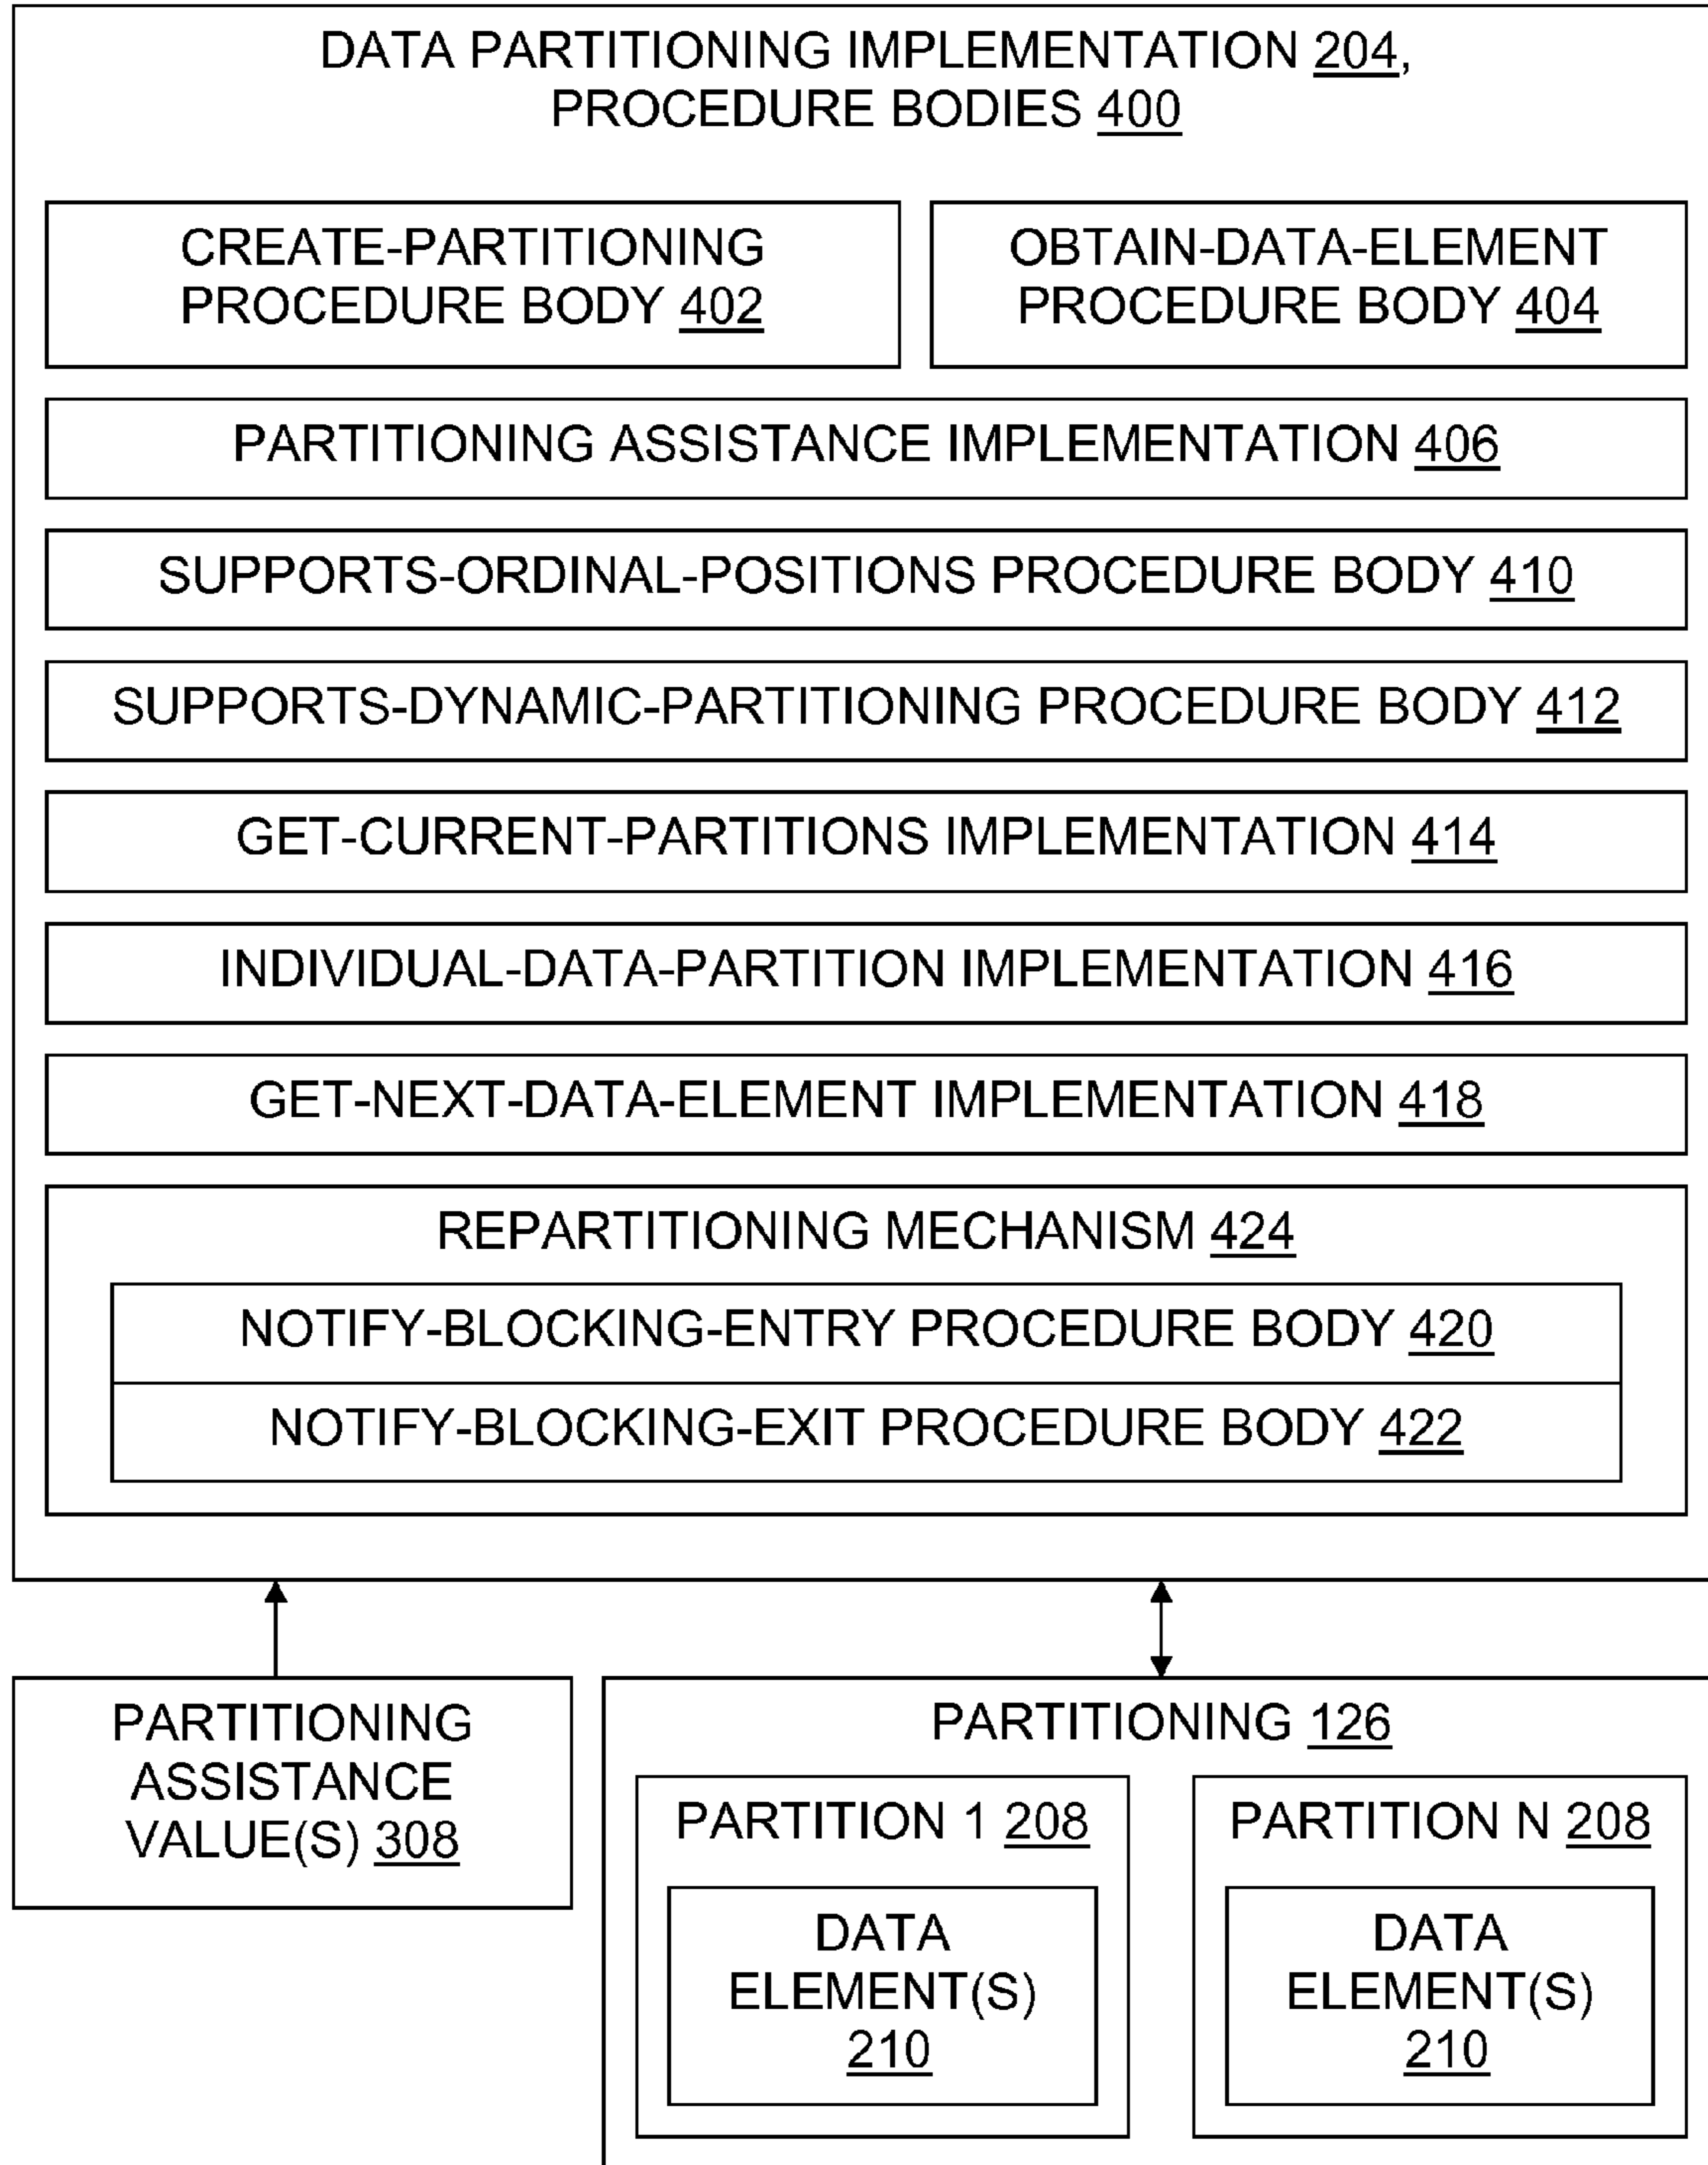 DATA PARTITIONING IMPLEMENTATION 204,
PROCEDURE BODIES 400
CREATE-PARTITIONING
PROCEDURE BODY 402
OBTAIN-DATA-ELEMENT
PROCEDURE BODY 404
PARTITIONING ASSISTANCE IMPLEMENTATION 406
SUPPORTS-ORDINAL-POSITIONS PROCEDURE BODY 410
SUPPORTS-DYNAMIC-PARTITIONING PROCEDURE BODY 412
GET-CURRENT-PARTITIONS IMPLEMENTATION 414
INDIVIDUAL-DATA-PARTITION IMPLEMENTATION 416
GET-NEXT-DATA-ELEMENT IMPLEMENTATION 418
REPARTITIONING MECHANISM 424
NOTIFY-BLOCKING-ENTRY PROCEDURE BODY 420
NOTIFY-BLOCKING-EXIT PROCEDURE BODY 422
PARTITIONING
ASSISTANCE
VALUE(S) 308
PARTITIONING 126
PARTITION 1 208
DATA
ELEMENT(S)
210
PARTITION N 208
DATA
ELEMENT(S)
210